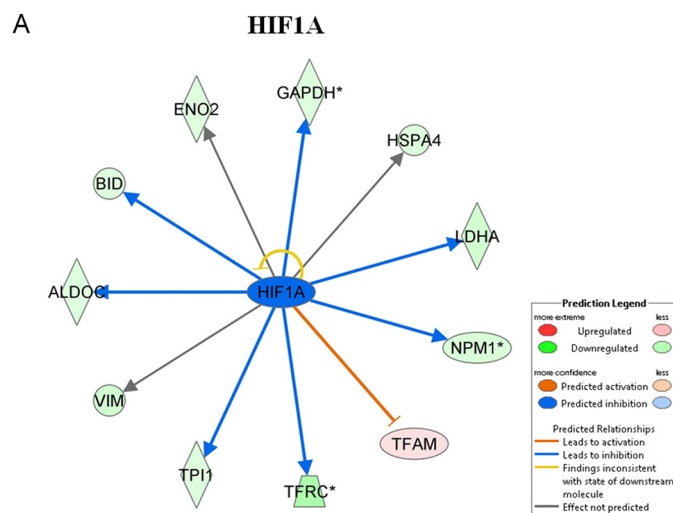 A
HIF1A
GAPDH*
ENO2
HSPA4
BID
LDHA
ALDOC
HIF1A
NPM1*
VIM
TFAM
TPI1
TFRC*
Prediction Legend
more extreme less
Upregulated
Downregulated
more confidence less
Predicted activation
Predicted inhibition
Predicted Relationships
Leads to activation
Leads to inhibition
Findings inconsistent
with state of downstream
molecule
Effect not predicted